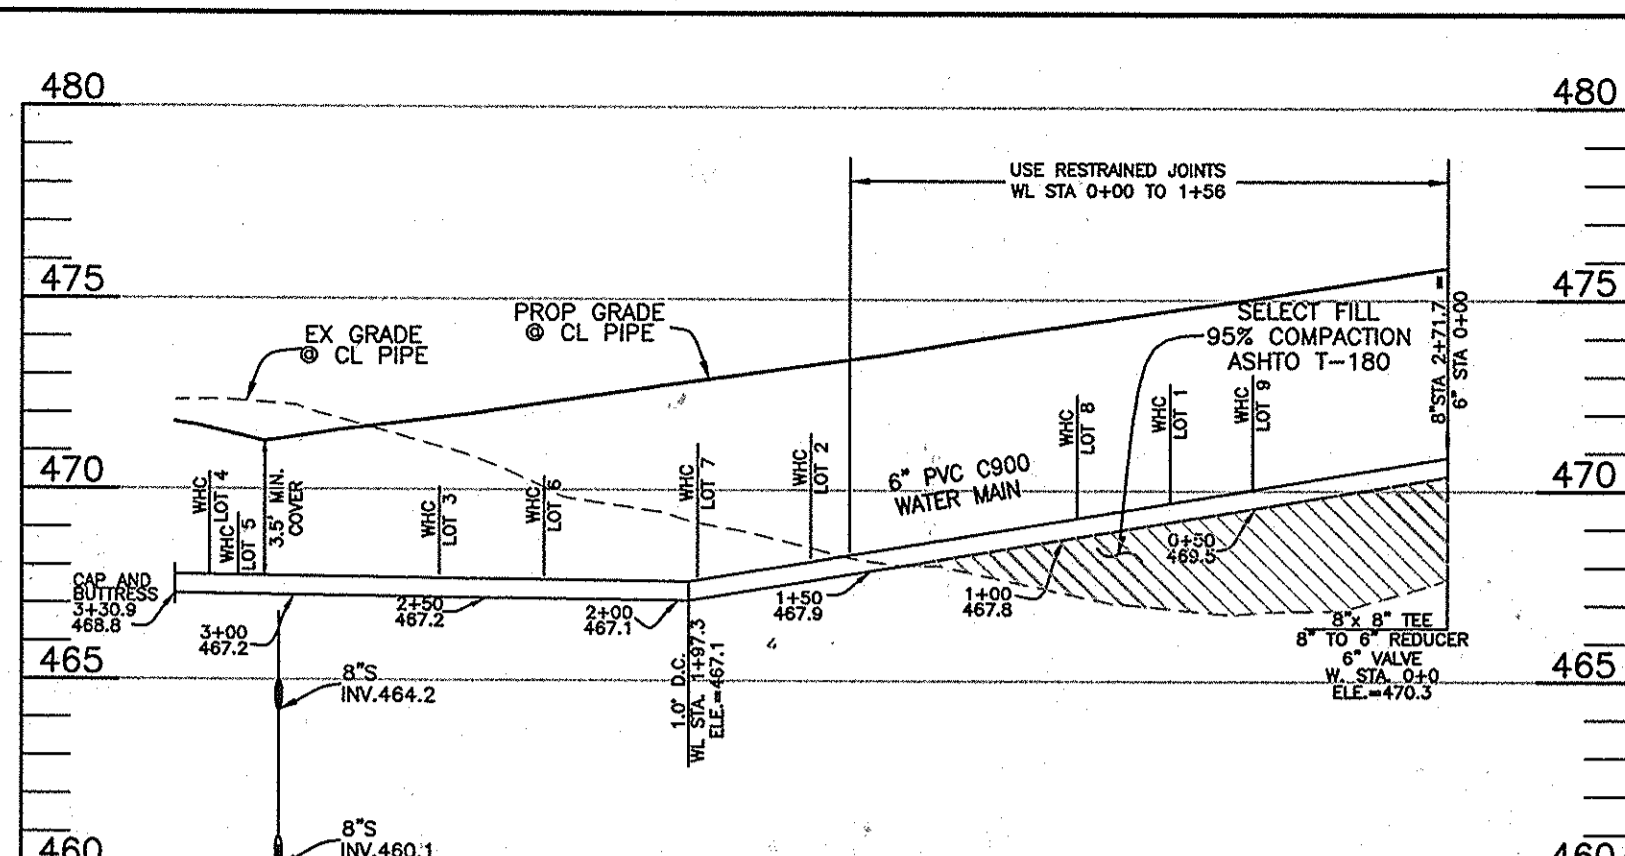 480
480
USE RESTRAINED JOINTS
WL STA 0+00 TO 1+56
475
475
EX GRADE
@ CL PIPE
PROP GRADE
@ CL PIPE
SELECT FILL
95% COMPACTION
ASHTO T-180
8"STA 2+71.7 =
6" STA 0+00
WHC
LOT 4
WHC
LOT 5
3.5' MIN.
COVER
WHC
LOT 3
WHC
LOT 6
WHC
LOT 7
WHC
LOT 2
6" PVC C900
WATER MAIN
WHC
LOT 8
WHC
LOT 1
WHC
LOT 9
470
470
CAP AND
BUTTRESS
3+30.9
468.8
3+00
467.2
2+50
467.2
2+00
467.1
1+50
467.9
1+00
467.8
0+50
469.5
8"x 8" TEE
8" TO 6" REDUCER
6" VALVE
W. STA. 0+0
ELE.=470.3
465
465
8"S
INV.464.2
1.0° D.C.
WL STA. 1+97.3
ELE.=467.1
8"S
INV.460.1
460
460